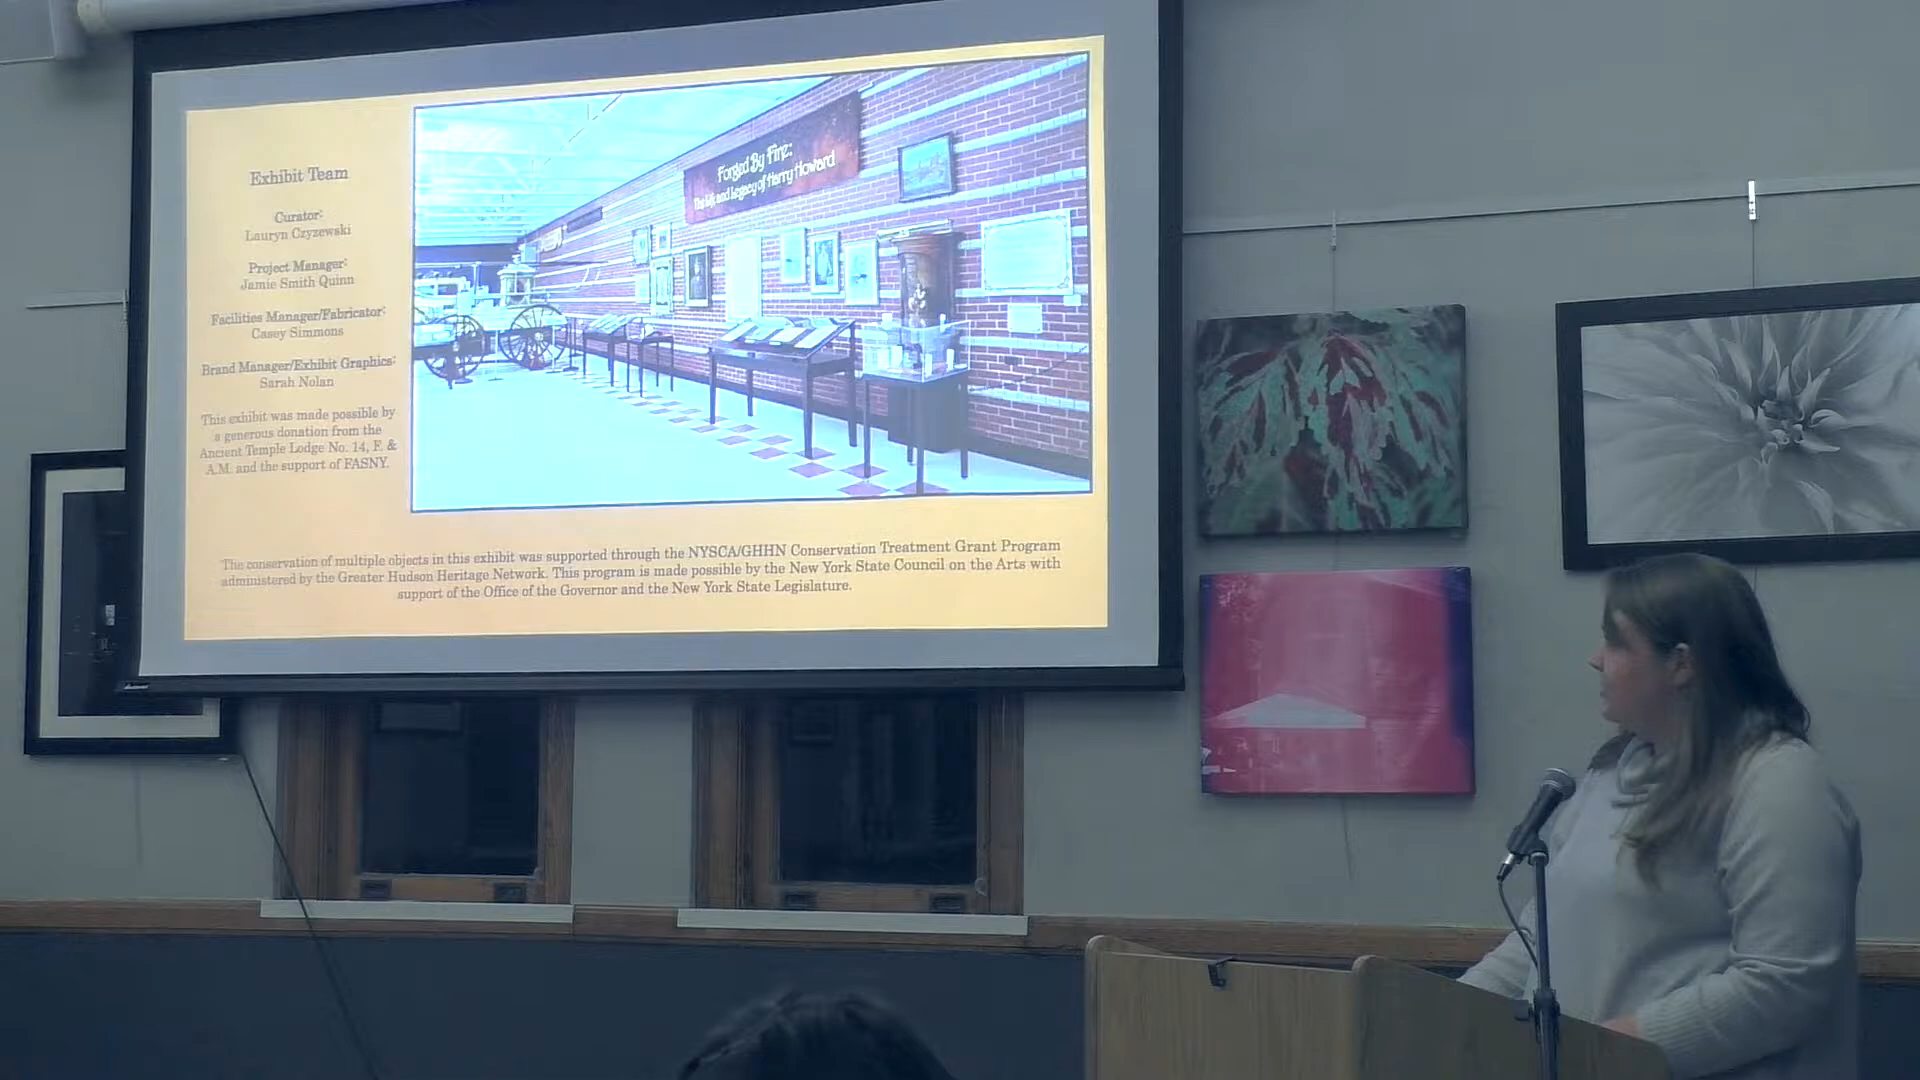 Exhibit Team
Curator:
Lauryn Czyzewski
Project Manager:
Jamie Smith Quinn
Facilities Manager/Fabricator:
Casey Simmons
Brand Manager/Exhibit Graphics:
Sarah Nolan
This exhibit was made possible by
a generous donation from the
Ancient Temple Lodge No. 14, F. &
A.M. and the support of FASNY.
Forged By Fire:
The Life and Legacy of Harry Howard
The conservation of multiple objects in this exhibit was supported through the NYSCA/GHHN Conservation Treatment Grant Program
administered by the Greater Hudson Heritage Network. This program is made possible by the New York State Council on the Arts with
support of the Office of the Governor and the New York State Legislature.